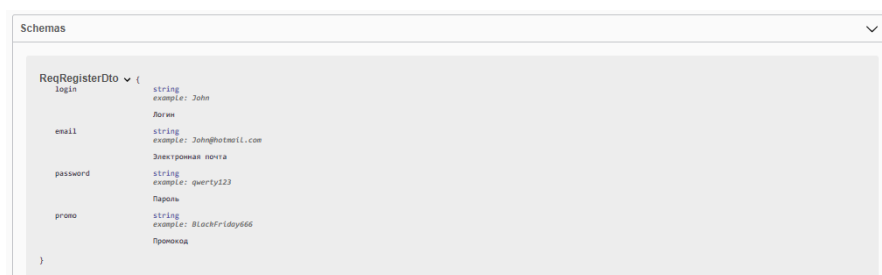 Schemas
ReqRegisterDto {
login string
example: John
Логин
email string
example: John@hotmail.com
Электронная почта
password string
example: qwerty123
Пароль
promo string
example: BlackFriday666
Промокод
}